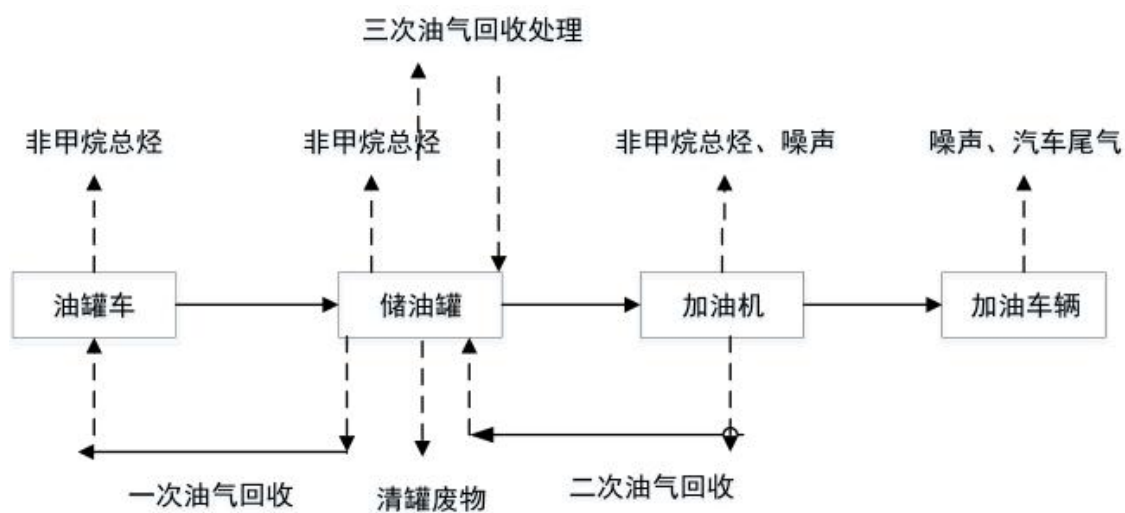 三次油气回收处理
非甲烷总烃
非甲烷总烃
非甲烷总烃、噪声
噪声、汽车尾气
油罐车
储油罐
加油机
加油车辆
一次油气回收
清罐废物
二次油气回收